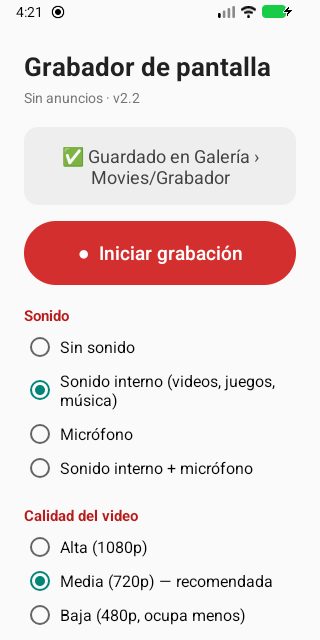 4:21
Grabador de pantalla
Sin anuncios · v2.2
✅ Guardado en Galería ›
Movies/Grabador
● Iniciar grabación
Sonido
Sin sonido
Sonido interno (videos, juegos,
música)
Micrófono
Sonido interno + micrófono
Calidad del video
Alta (1080p)
Media (720p) — recomendada
Baja (480p, ocupa menos)